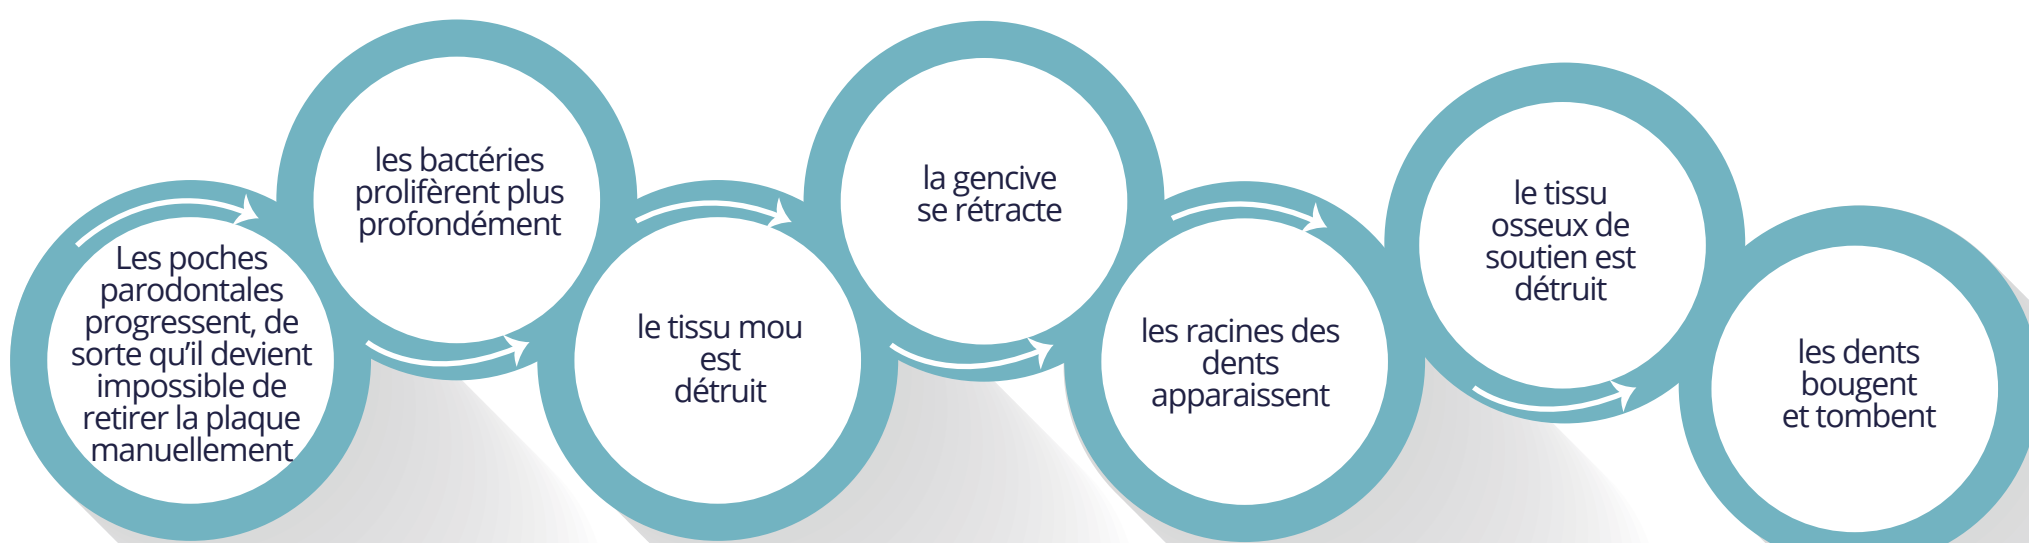 Les poches
parodontales
progressent, de
sorte qu'il devient
impossible de
retirer la plaque
manuellement
les bactéries
prolifèrent plus
profondément
le tissu mou
est
détruit
la gencive
se rétracte
les racines des
dents
apparaissent
le tissu
osseux de
soutien est
détruit
les dents
bougent
et tombent